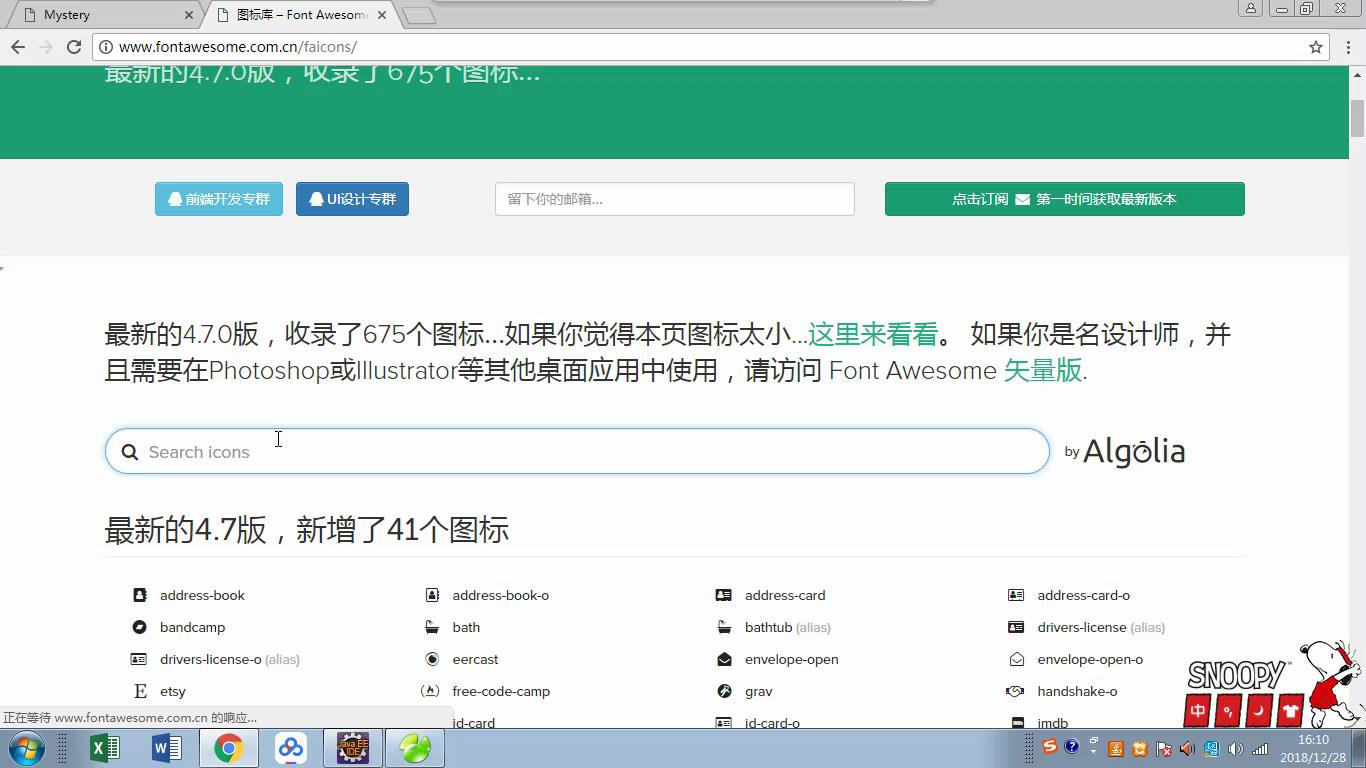 Mystery
图标库 – Font Awesome
www.fontawesome.com.cn/faicons/
最新的4.7.0版，收录了675个图标...
前端开发专群
UI设计专群
留下你的邮箱...
点击订阅 第一时间获取最新版本
最新的4.7.0版，收录了675个图标...如果你觉得本页图标太小...这里来看看。 如果你是名设计师，并
且需要在Photoshop或Illustrator等其他桌面应用中使用，请访问 Font Awesome 矢量版.
Search icons
by Algolia
最新的4.7版，新增了41个图标
address-book
address-book-o
address-card
address-card-o
bandcamp
bath
bathtub (alias)
drivers-license (alias)
drivers-license-o (alias)
eercast
envelope-open
envelope-open-o
etsy
free-code-camp
grav
handshake-o
id-card
id-card-o
imdb
SNOOPY™
中
正在等待 www.fontawesome.com.cn 的响应...
Java EE
IDE
16:10
2018/12/28